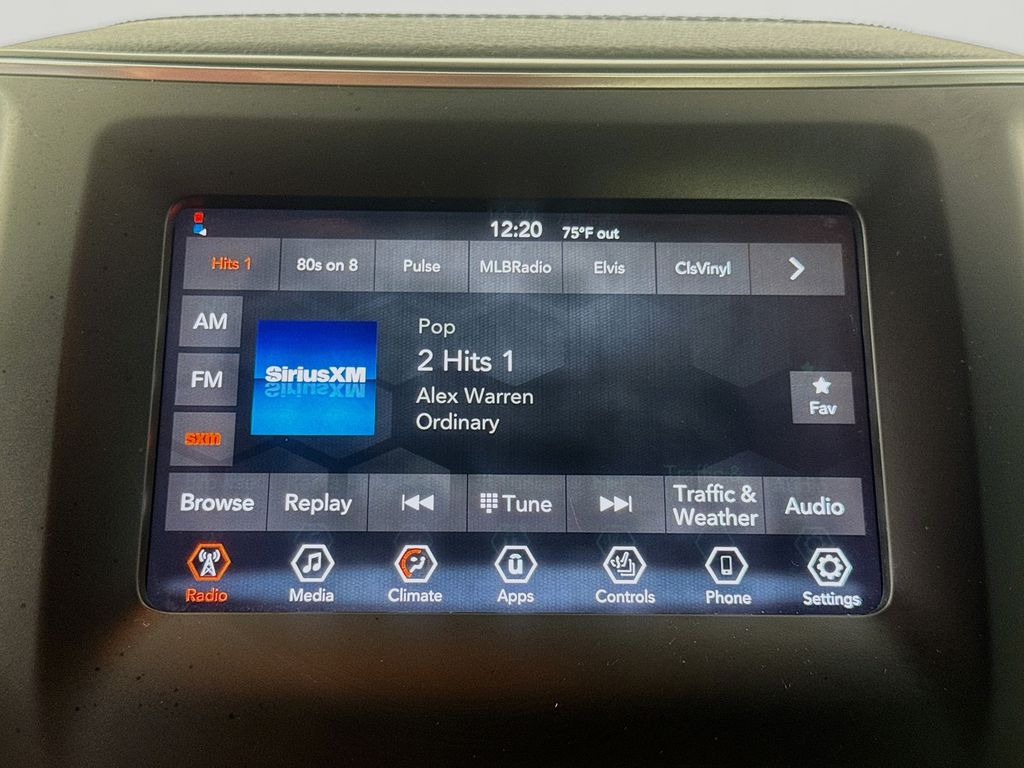 12:20 75°F out
Hits 1 80s on 8 Pulse MLBRadio Elvis ClsVinyl
AM
FM
sxm
SiriusXM
Pop
2 Hits 1
Alex Warren
Ordinary
Fav
Browse Replay Tune Traffic & Weather Audio
Radio Media Climate Apps Controls Phone Settings